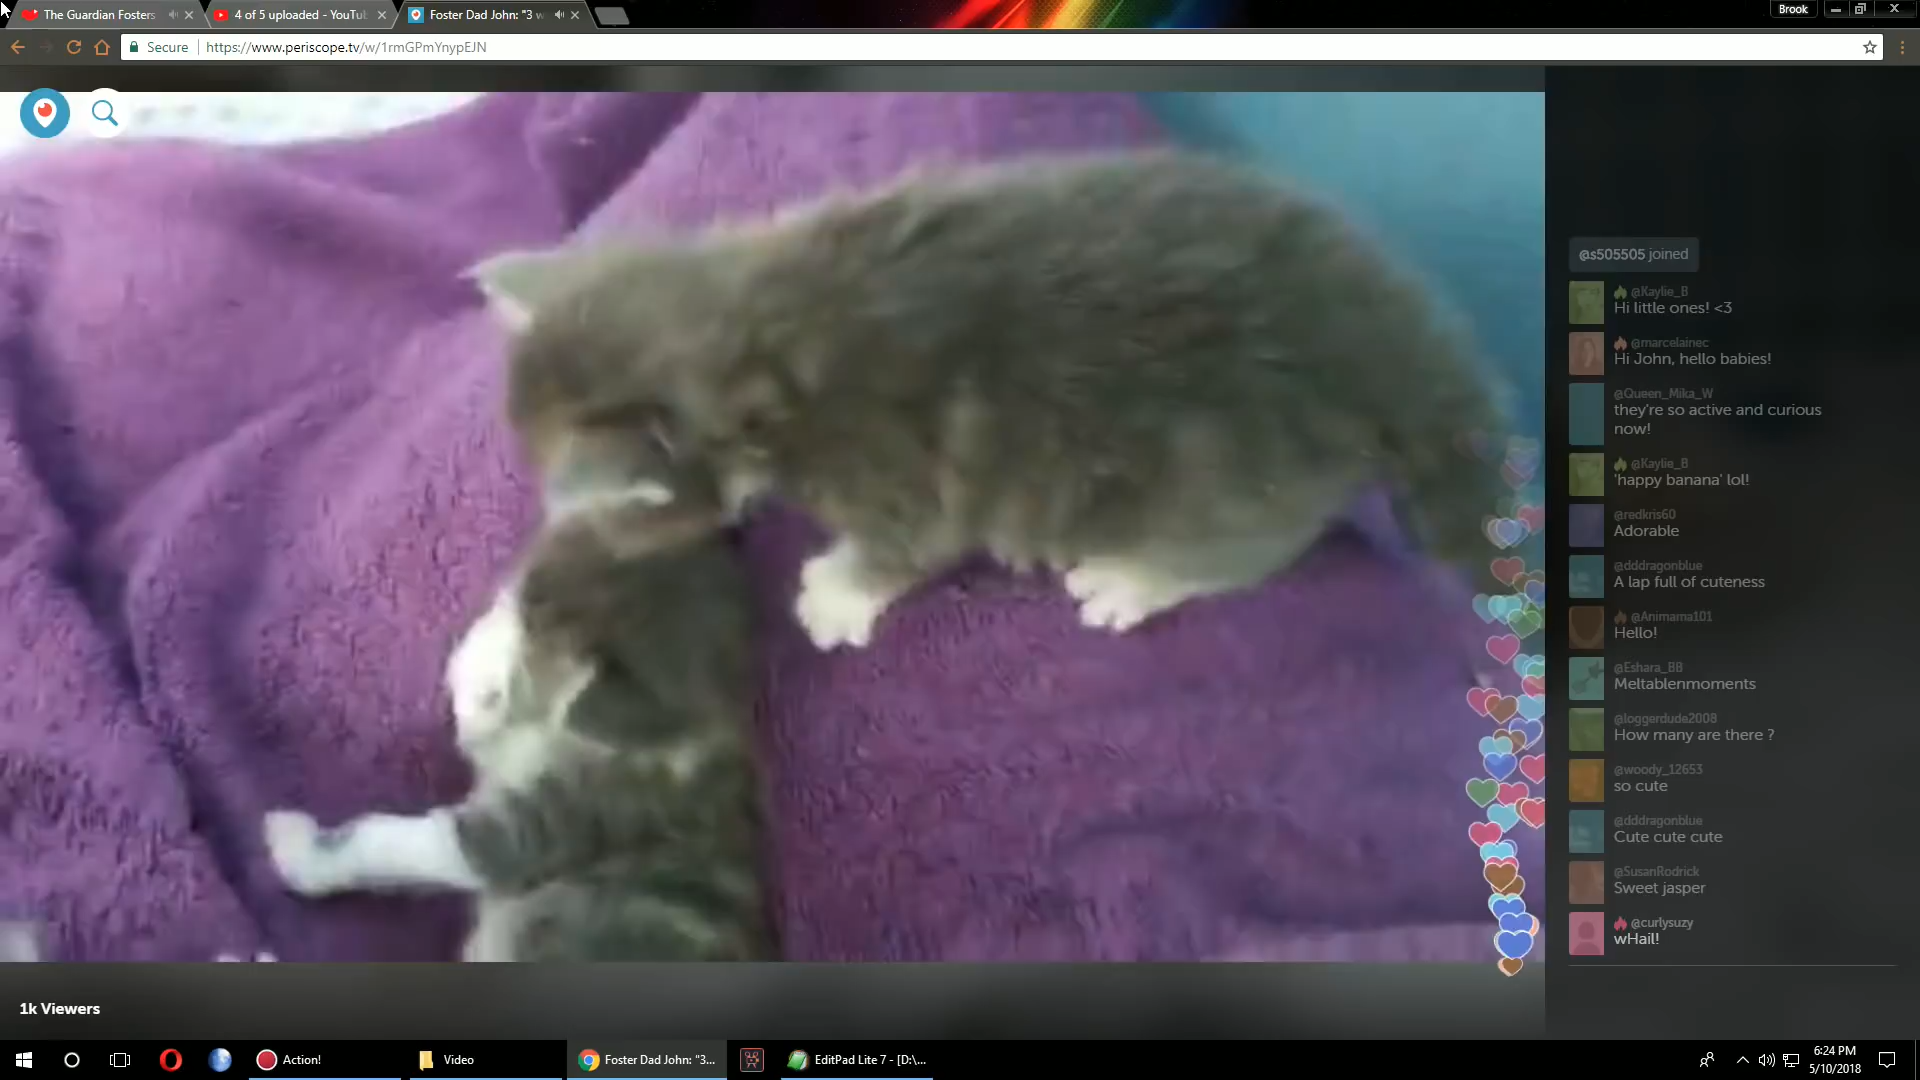 The Guardian Fosters
4 of 5 uploaded - YouTu
Foster Dad John: "3 w
Brook
Secure
https://www.periscope.tv/w/1rmGPmYnypEJN
@s505505 joined
@Kaylie_B
Hi little ones! <3
@marcelainec
Hi John, hello babies!
@Queen_Mika_W
they're so active and curious
now!
@Kaylie_B
'happy banana' lol!
@redkris60
Adorable
@dddragonblue
A lap full of cuteness
@Animama101
Hello!
@Eshara_BB
Meltablenmoments
@loggerdude2008
How many are there ?
@woody_12653
so cute
@dddragonblue
Cute cute cute
@SusanRodrick
Sweet jasper
@curlysuzy
wHail!
1k Viewers
Action!
Video
Foster Dad John: "3...
EditPad Lite 7 - [D:\...
6:24 PM
5/10/2018